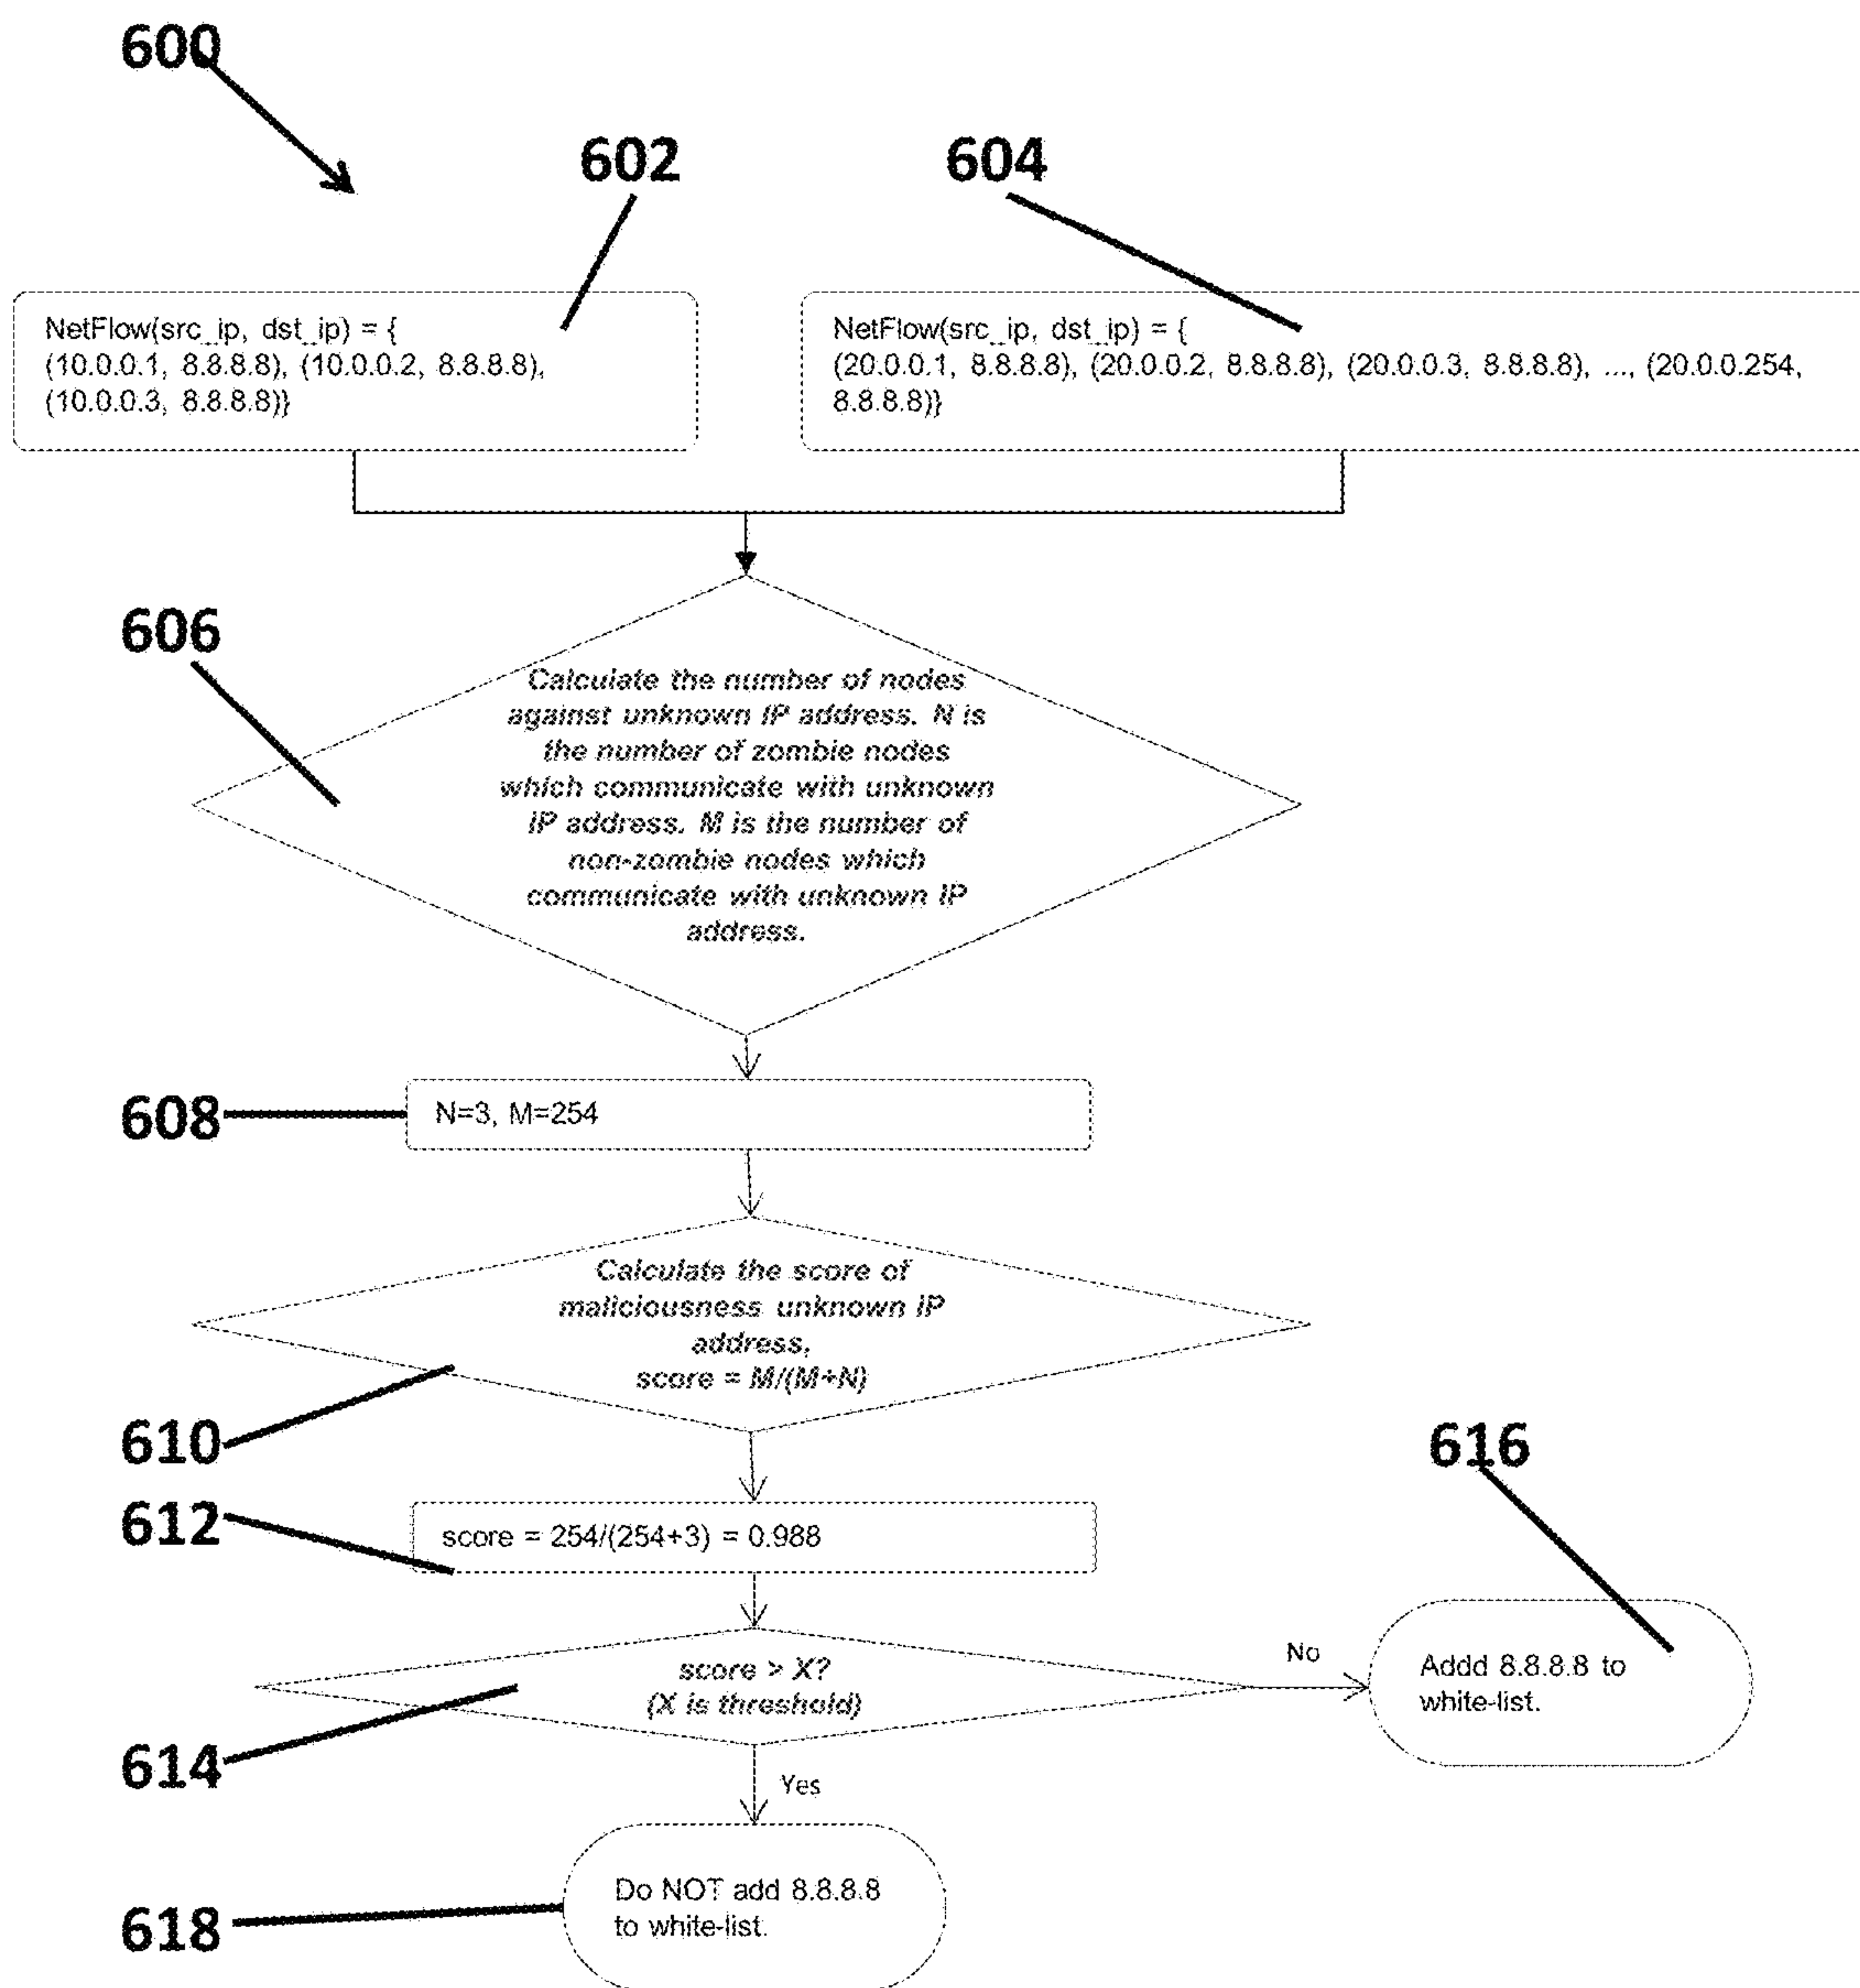 600
602
604
NetFlow(src_ip, dst_ip) = {
(10.0.0.1, 8.8.8.8), (10.0.0.2, 8.8.8.8),
(10.0.0.3, 8.8.8.8)}
NetFlow(src_ip, dst_ip) = {
(20.0.0.1, 8.8.8.8), (20.0.0.2, 8.8.8.8), (20.0.0.3, 8.8.8.8), ..., (20.0.0.254,
8.8.8.8)}
606
Calculate the number of nodes
against unknown IP address. N is
the number of zombie nodes
which communicate with unknown
IP address. M is the number of
non-zombie nodes which
communicate with unknown IP
address.
608
N=3, M=254
Calculate the score of
maliciousness unknown IP
address,
score = M/(M+N)
610
612
score = 254/(254+3) = 0.988
616
score > X?
(X is threshold)
No
Addd 8.8.8.8 to
white-list.
614
Yes
Do NOT add 8.8.8.8
to white-list.
618